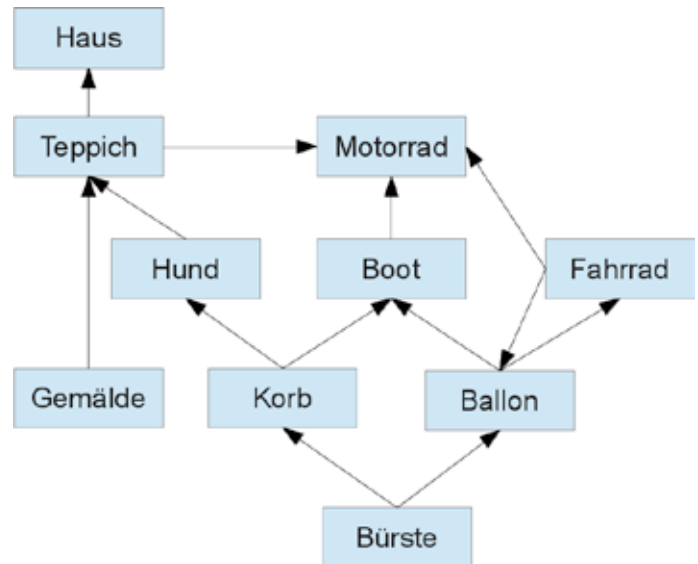 Haus
Teppich
Motorrad
Hund
Boot
Fahrrad
Gemälde
Korb
Ballon
Bürste